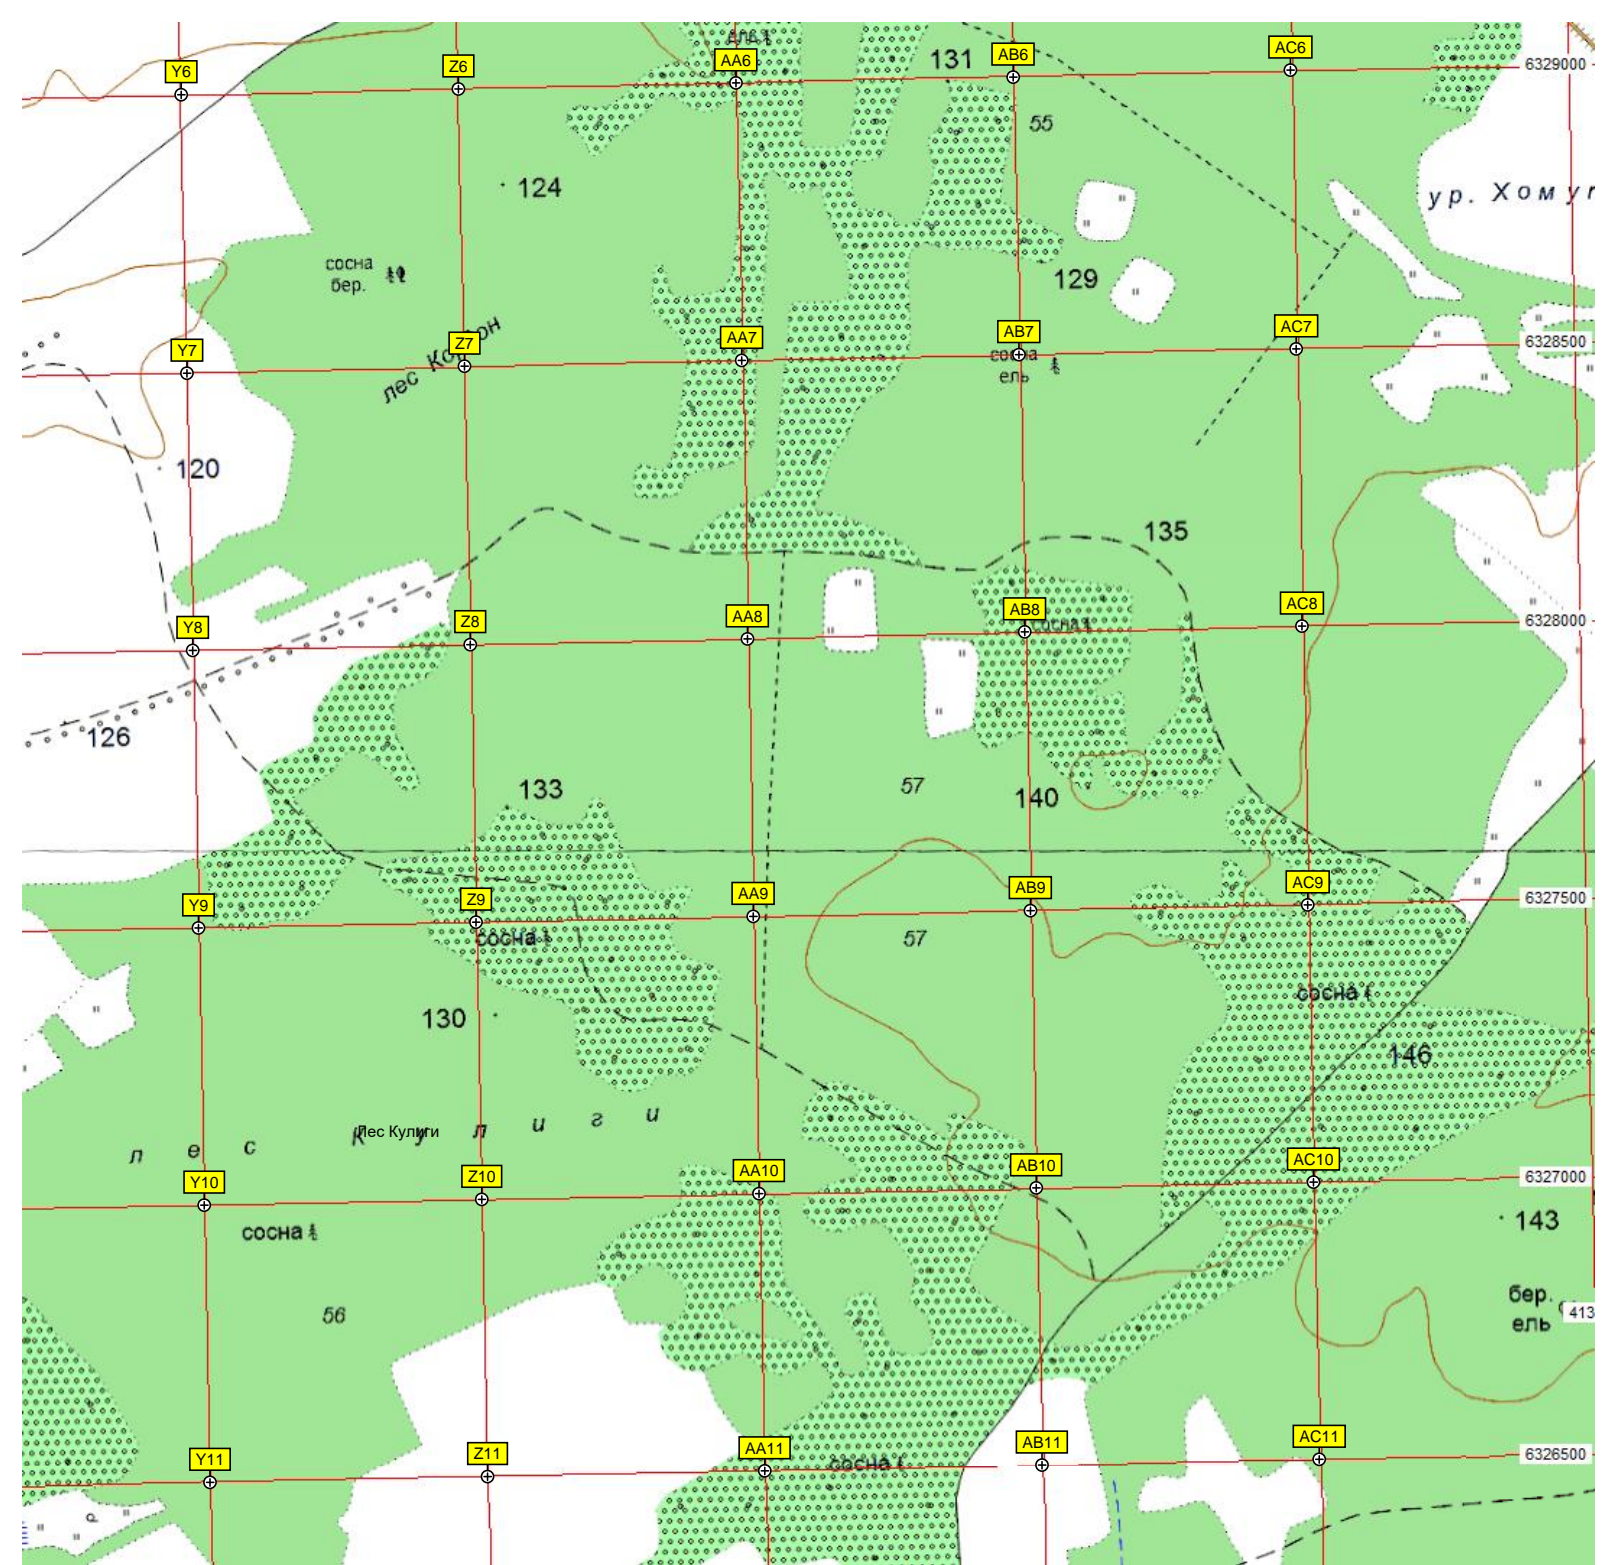 131
AB6
AC6
6329000
AA6
Z6
Y6
55
124
ур. Хому
сосна
бер.
129
AC7
6328500
AB7
AA7
Z7
Y7
ель
лес
120
135
AC8
6328000
AB8
сосна
AA8
Z8
Y8
126
133
57
140
AC9
6327500
AB9
AA9
Z9
Y9
сосна
57
сосна
130
146
л е с к у л и г и
Лес Кулиги
AC10
6327000
AB10
AA10
Z10
Y10
143
сосна
бер.
ель
413
56
AC11
6326500
AB11
AA11
Z11
Y11
сосна